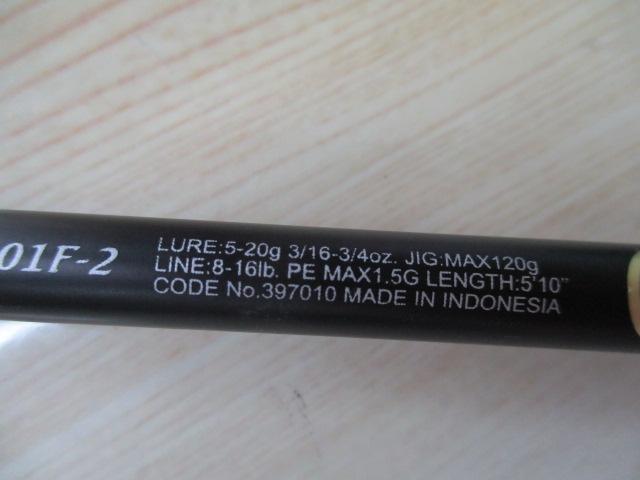 01F-2
LURE:5-20g 3/16-3/4oz. JIG:MAX120g
LINE:8-16lb. PE MAX1.5G LENGTH:5'10"
CODE No.397010 MADE IN INDONESIA